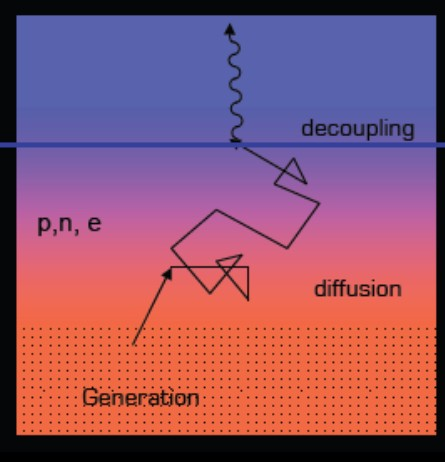 decoupling
p,n, e
diffusion
Generation